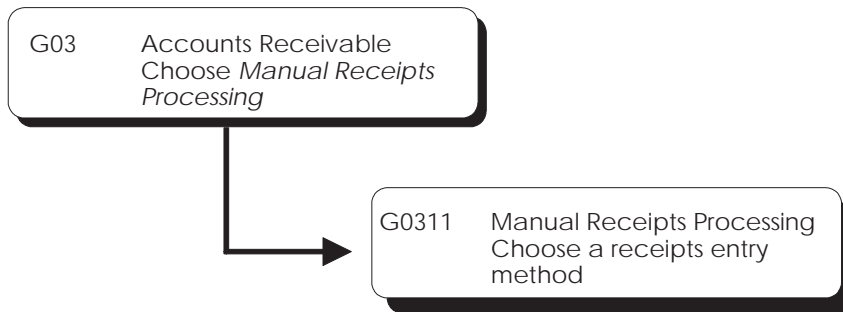 G03 Accounts Receivable
Choose Manual Receipts
Processing
G0311 Manual Receipts Processing
Choose a receipts entry
method